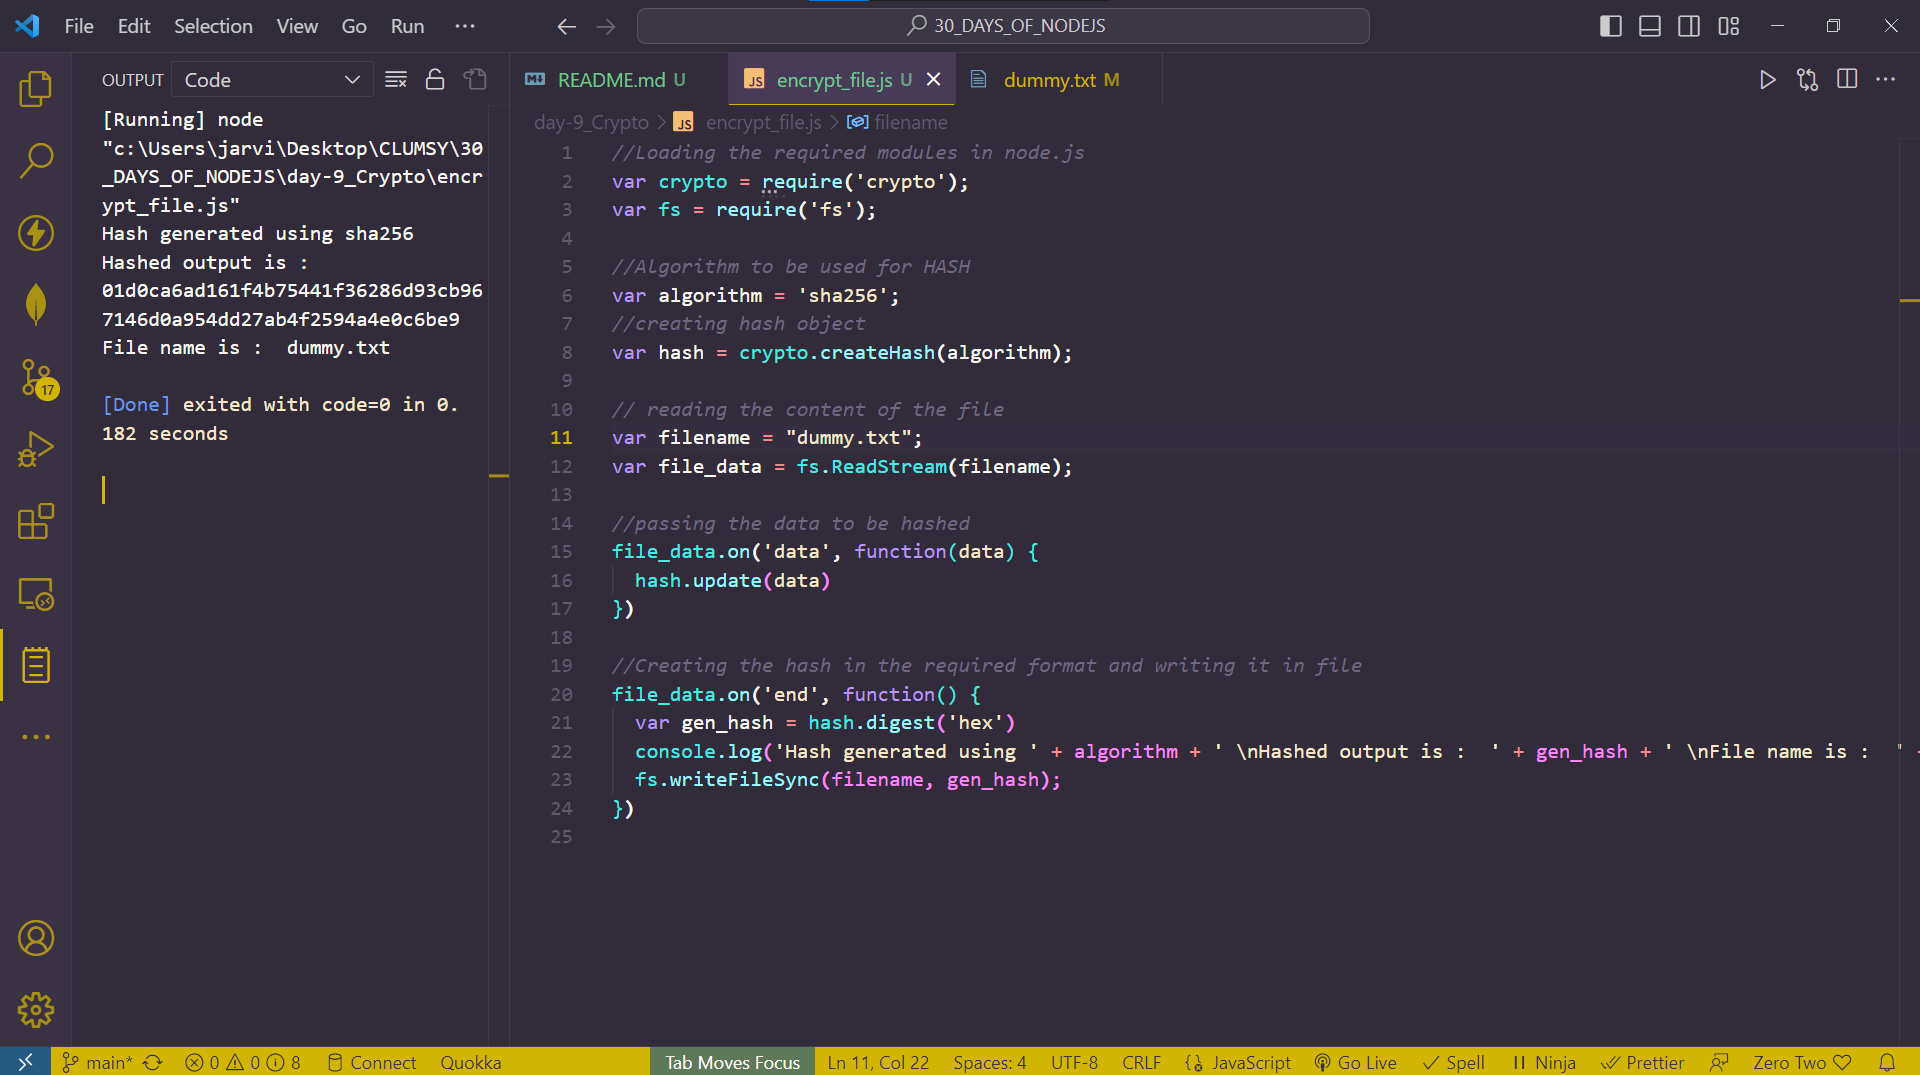 File Edit Selection View Go Run ··· 30_DAYS_OF_NODEJS
OUTPUT Code
[Running] node
"c:\Users\jarvi\Desktop\CLUMSY\30
_DAYS_OF_NODEJS\day-9_Crypto\encr
ypt_file.js"
Hash generated using sha256
Hashed output is :
01d0ca6ad161f4b75441f36286d93cb96
7146d0a954dd27ab4f2594a4e0c6be9
File name is :  dummy.txt
[Done] exited with code=0 in 0.
182 seconds
17
README.md U encrypt_file.js U dummy.txt M
day-9_Crypto > JS encrypt_file.js > filename
1 //Loading the required modules in node.js
2 var crypto = require('crypto');
3 var fs = require('fs');
4
5 //Algorithm to be used for HASH
6 var algorithm = 'sha256';
7 //creating hash object
8 var hash = crypto.createHash(algorithm);
9
10 // reading the content of the file
11 var filename = "dummy.txt";
12 var file_data = fs.ReadStream(filename);
13
14 //passing the data to be hashed
15 file_data.on('data', function(data) {
16   hash.update(data)
17 })
18
19 //Creating the hash in the required format and writing it in file
20 file_data.on('end', function() {
21   var gen_hash = hash.digest('hex')
22   console.log('Hash generated using ' + algorithm + ' \nHashed output is :  ' + gen_hash + ' \nFile name is :  ' +
23   fs.writeFileSync(filename, gen_hash);
24 })
25
main* 0 0 8 Connect Quokka Tab Moves Focus Ln 11, Col 22 Spaces: 4 UTF-8 CRLF JavaScript Go Live Spell Ninja Prettier Zero Two